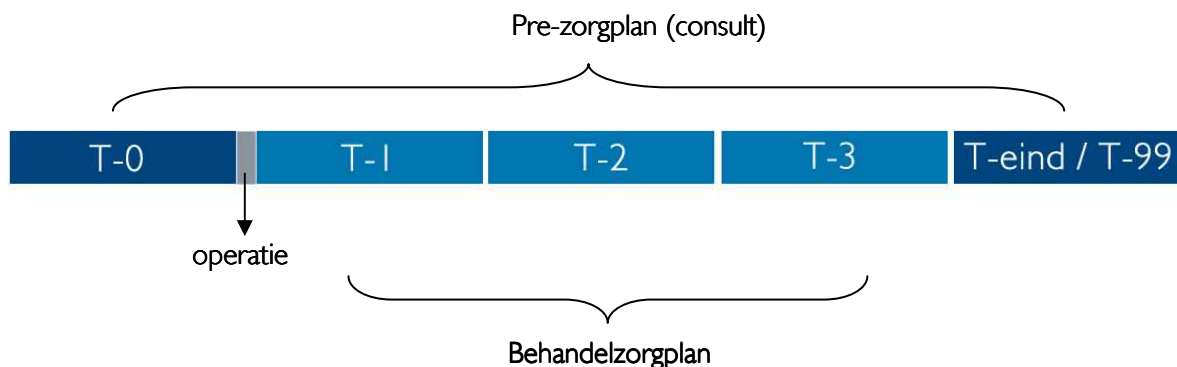 Pre-zorgplan (consult)
T-0 T-1 T-2 T-3 T-eind / T-99
operatie
Behandelzorgplan